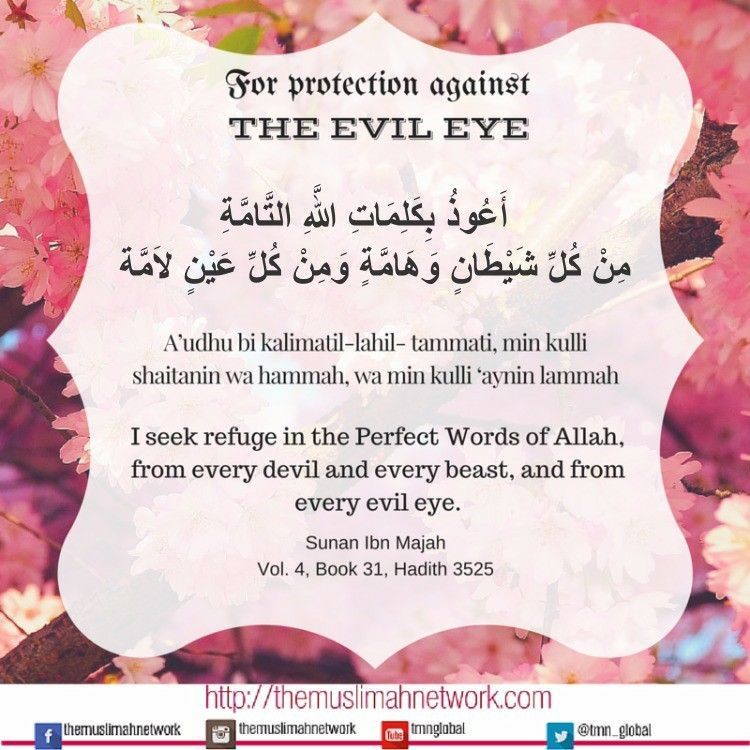 For protection against
THE EVIL EYE
أَعُوذُ بِكَلِمَاتِ اللَّهِ التَّامَّةِ
مِنْ كُلِّ شَيْطَانٍ وَهَامَّةٍ وَمِنْ كُلِّ عَيْنٍ لاَمَّة
A’udhu bi kalimatil-lahil- tammati, min kulli
shaitanin wa hammah, wa min kulli ‘aynin lammah
I seek refuge in the Perfect Words of Allah,
from every devil and every beast, and from
every evil eye.
Sunan Ibn Majah
Vol. 4, Book 31, Hadith 3525
http://themuslimahnetwork.com
themuslimahnetwork themuslimahnetwork You Tube tmnglobal @tmn_global